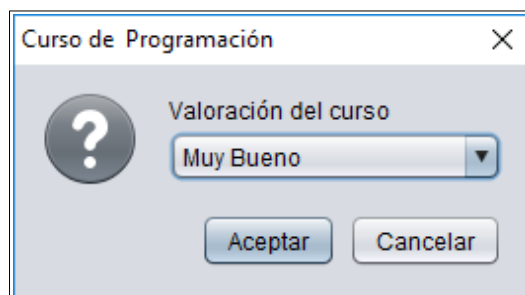 Curso de Programación
Valoración del curso
Muy Bueno
Aceptar
Cancelar